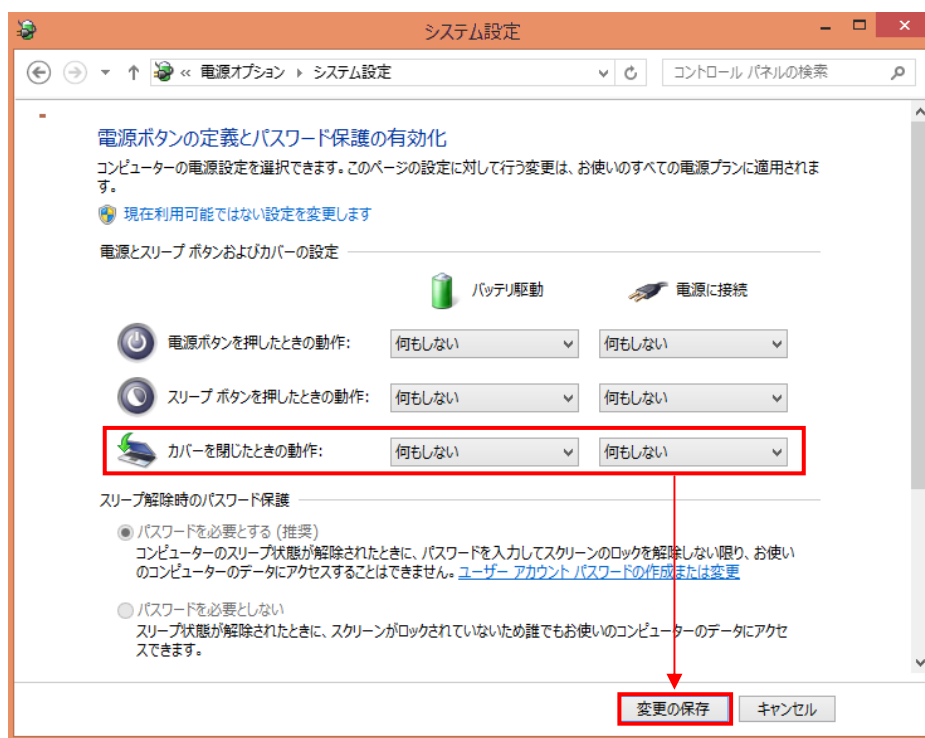 システム設定
« 電源オプション ▸ システム設定
コントロール パネルの検索
電源ボタンの定義とパスワード保護の有効化
コンピューターの電源設定を選択できます。このページの設定に対して行う変更は、お使いのすべての電源プランに適用されま
す。
現在利用可能ではない設定を変更します
電源とスリープ ボタンおよびカバーの設定
バッテリ駆動 電源に接続
電源ボタンを押したときの動作: 何もしない 何もしない
スリープ ボタンを押したときの動作: 何もしない 何もしない
カバーを閉じたときの動作: 何もしない 何もしない
スリープ解除時のパスワード保護
パスワードを必要とする (推奨)
コンピューターのスリープ状態が解除されたときに、パスワードを入力してスクリーンのロックを解除しない限り、お使い
のコンピューターのデータにアクセスすることはできません。ユーザー アカウント パスワードの作成または変更
パスワードを必要としない
スリープ状態が解除されたときに、スクリーンがロックされていないため誰でもお使いのコンピューターのデータにアクセ
スできます。
変更の保存 キャンセル